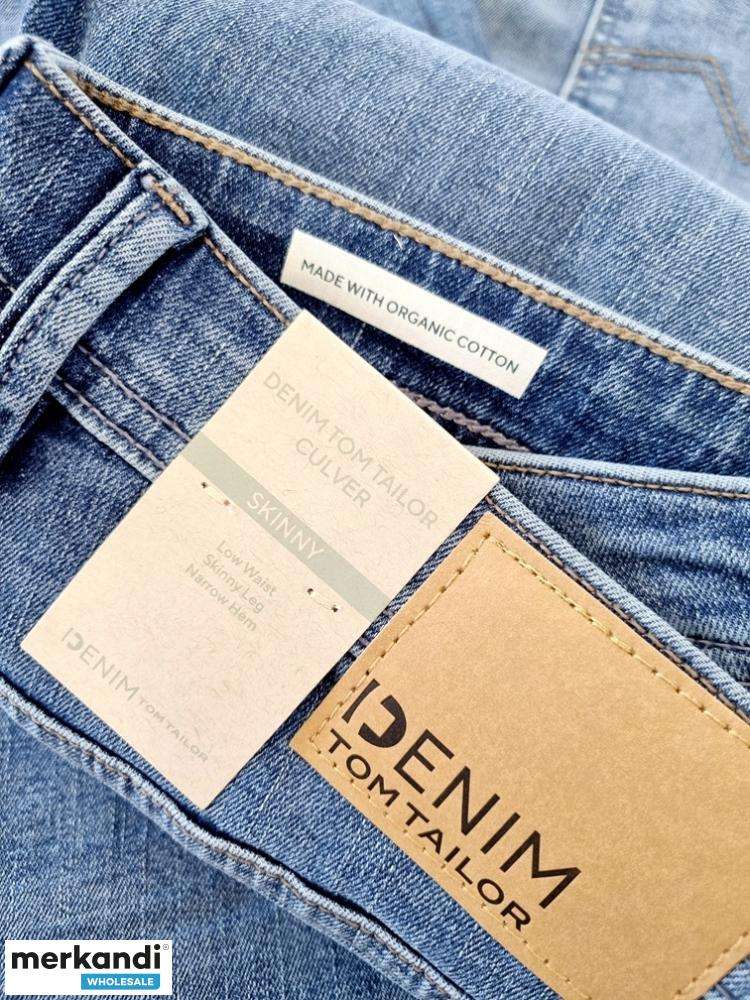 MADE WITH ORGANIC COTTON
DENIM TOM TAILOR
CULVER
SKINNY
Low Waist
Skinny Leg
Narrow Hem
DENIM TOM TAILOR
DENIM
TOM TAILOR
merkandi®
WHOLESALE